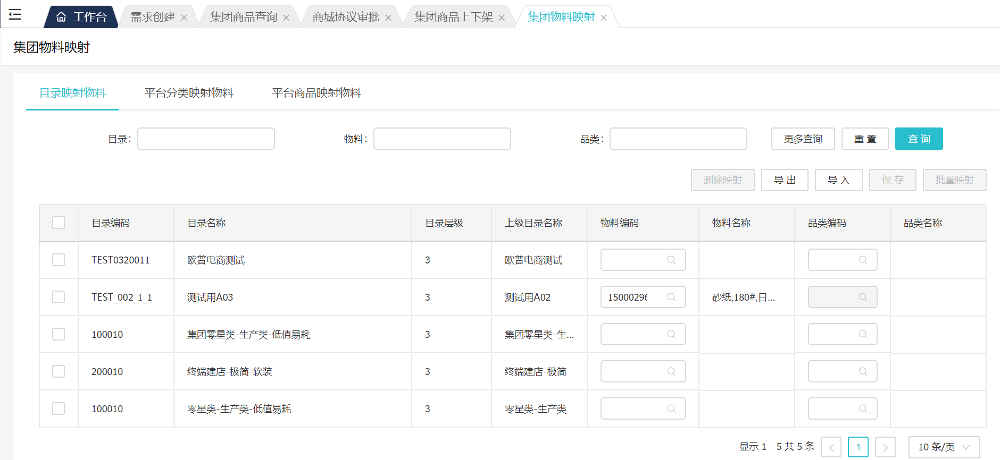 工作台 需求创建 集团商品查询 商城协议审批 集团商品上下架 集团物料映射
集团物料映射
目录映射物料 平台分类映射物料 平台商品映射物料
目录： 物料： 品类： 更多查询 重 置 查 询
删除映射 导 出 导 入 保 存 批量映射
目录编码 目录名称 目录层级 上级目录名称 物料编码 物料名称 品类编码 品类名称
TEST0320011 欧普电商测试 3 欧普电商测试
TEST_002_1_1 测试用A03 3 测试用A02 1500029 砂纸,180#,日...
100010 集团零星类-生产类-低值易耗 3 集团零星类-生...
200010 终端建店-极简-软装 3 终端建店-极简
100010 零星类-生产类-低值易耗 3 零星类-生产类
显示 1 - 5 共 5 条 < 1 > 10 条/页